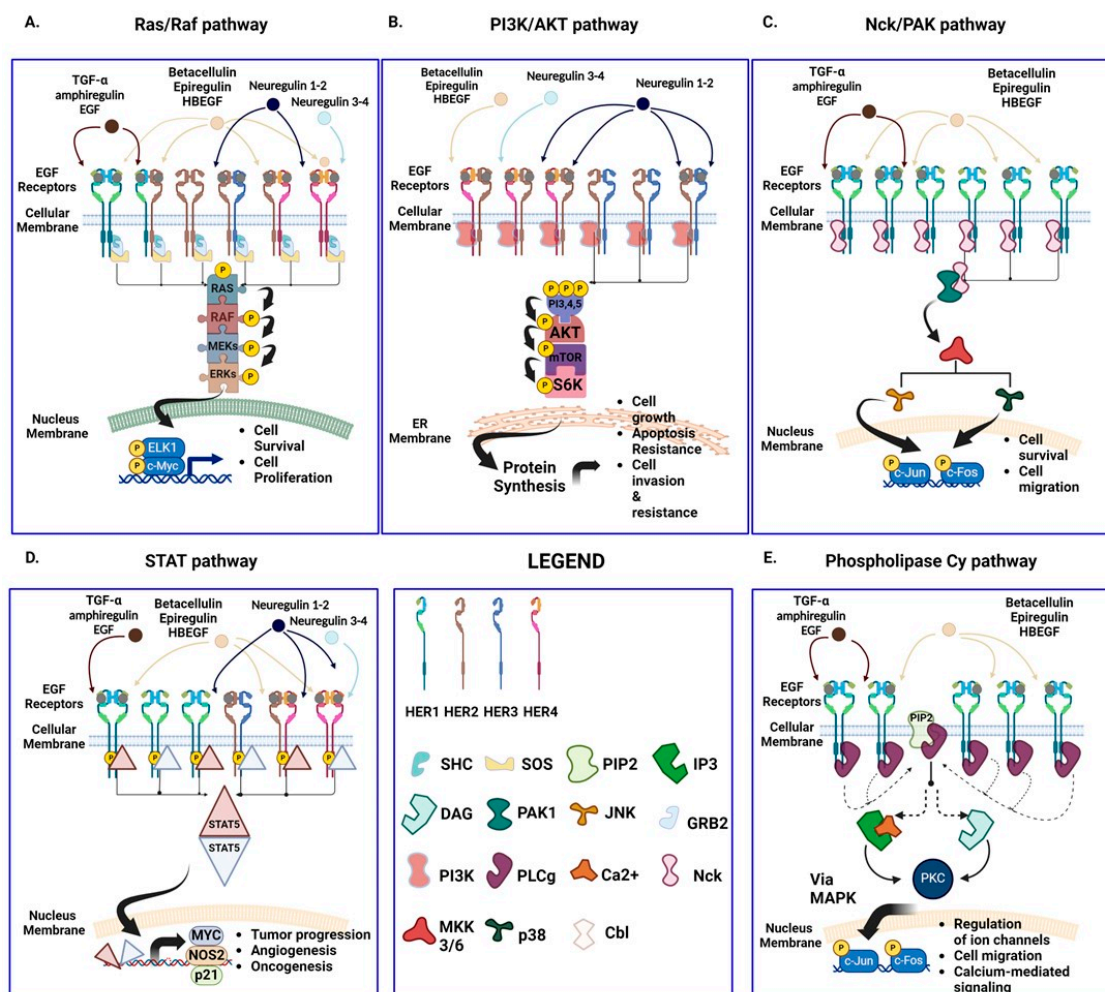 A.
Ras/Raf pathway
TGF-α
amphiregulin
EGF
Betacellulin
Epiregulin
HBEGF
Neuregulin 1-2
Neuregulin 3-4
EGF
Receptors
Cellular
Membrane
P
RAS
RAF
P
MEKs
P
ERKs
P
Nucleus
Membrane
P
ELK1
P
c-Myc
• Cell
Survival
• Cell
Proliferation
B.
PI3K/AKT pathway
Betacellulin
Epiregulin
HBEGF
Neuregulin 3-4
Neuregulin 1-2
EGF
Receptors
Cellular
Membrane
P P P
PI3,4,5
P
AKT
P
mTOR
P
S6K
ER Membrane
Protein
Synthesis
• Cell
growth
• Apoptosis
Resistance
• Cell
invasion
&
resistance
C.
Nck/PAK pathway
TGF-α
amphiregulin
EGF
Betacellulin
Epiregulin
HBEGF
EGF
Receptors
Cellular
Membrane
Nucleus
Membrane
P
c-Jun
P
c-Fos
• Cell
survival
• Cell
migration
D.
STAT pathway
TGF-α
amphiregulin
EGF
Betacellulin
Epiregulin
HBEGF
Neuregulin 1-2
Neuregulin 3-4
EGF
Receptors
Cellular
Membrane
P P P P P P
STAT5
STAT5
Nucleus
Membrane
MYC
NOS2
p21
• Tumor progression
• Angiogenesis
• Oncogenesis
LEGEND
HER1 HER2 HER3 HER4
SHC SOS PIP2 IP3
DAG PAK1 JNK GRB2
PI3K PLCg Ca2+ Nck
MKK
3/6
p38 Cbl
E.
Phospholipase Cy pathway
TGF-α
amphiregulin
EGF
Betacellulin
Epiregulin
HBEGF
EGF
Receptors
Cellular
Membrane
PIP2
Via
MAPK
PKC
Nucleus
Membrane
P
c-Jun
P
c-Fos
• Regulation
of ion channels
• Cell migration
• Calcium-mediated
signaling